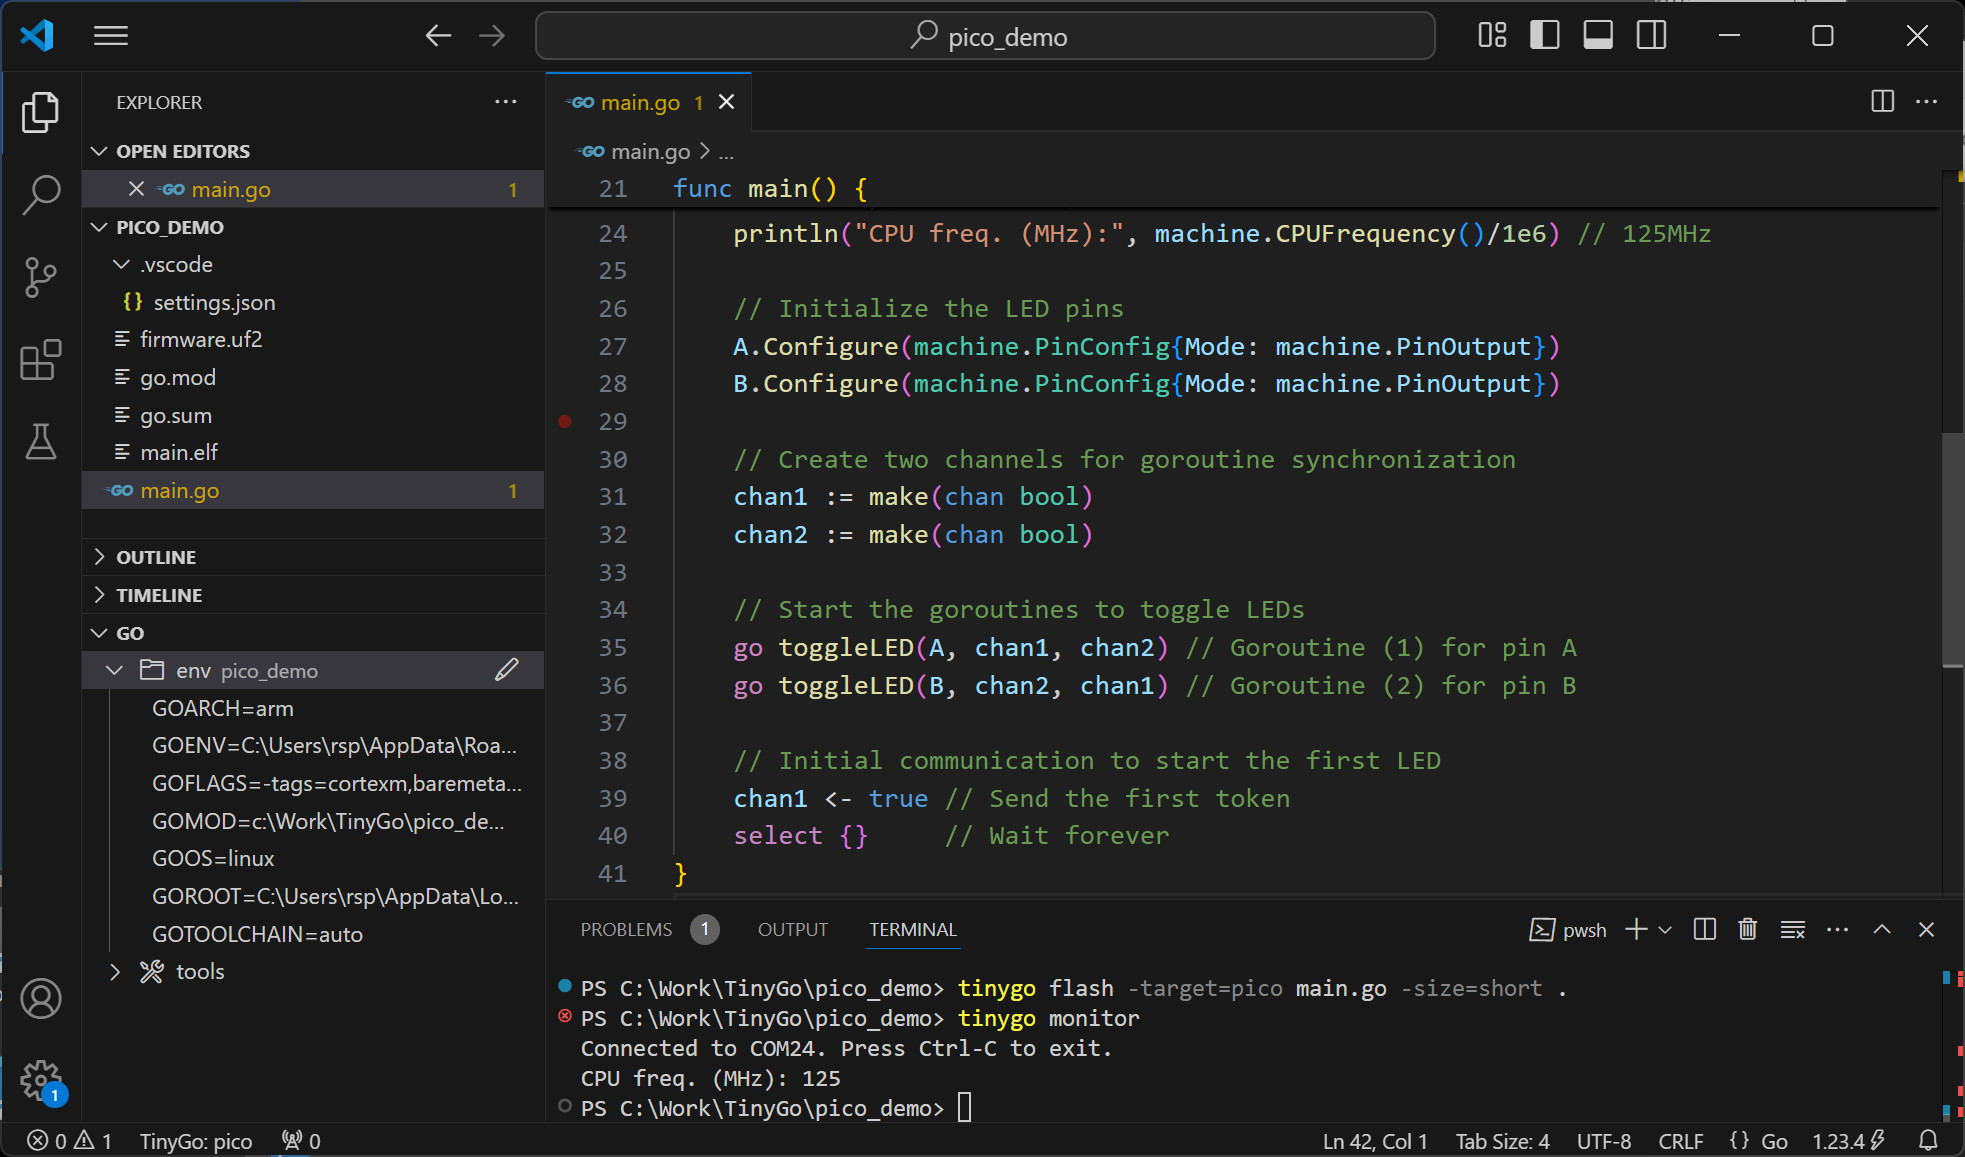 pico_demo
EXPLORER
OPEN EDITORS
GO main.go 1
PICO_DEMO
.vscode
{} settings.json
firmware.uf2
go.mod
go.sum
main.elf
GO main.go 1
OUTLINE
TIMELINE
GO
env pico_demo
GOARCH=arm
GOENV=C:\Users\rsp\AppData\Roa...
GOFLAGS=-tags=cortexm,baremeta...
GOMOD=c:\Work\TinyGo\pico_de...
GOOS=linux
GOROOT=C:\Users\rsp\AppData\Lo...
GOTOOLCHAIN=auto
tools
1
GO main.go 1
GO main.go > ...
21 func main() {
24 println("CPU freq. (MHz):", machine.CPUFrequency()/1e6) // 125MHz
25
26 // Initialize the LED pins
27 A.Configure(machine.PinConfig{Mode: machine.PinOutput})
28 B.Configure(machine.PinConfig{Mode: machine.PinOutput})
29
30 // Create two channels for goroutine synchronization
31 chan1 := make(chan bool)
32 chan2 := make(chan bool)
33
34 // Start the goroutines to toggle LEDs
35 go toggleLED(A, chan1, chan2) // Goroutine (1) for pin A
36 go toggleLED(B, chan2, chan1) // Goroutine (2) for pin B
37
38 // Initial communication to start the first LED
39 chan1 <- true // Send the first token
40 select {} // Wait forever
41 }
PROBLEMS 1 OUTPUT TERMINAL pwsh
PS C:\Work\TinyGo\pico_demo> tinygo flash -target=pico main.go -size=short .
PS C:\Work\TinyGo\pico_demo> tinygo monitor
Connected to COM24. Press Ctrl-C to exit.
CPU freq. (MHz): 125
PS C:\Work\TinyGo\pico_demo>
0 1 TinyGo: pico 0 Ln 42, Col 1 Tab Size: 4 UTF-8 CRLF {} Go 1.23.4